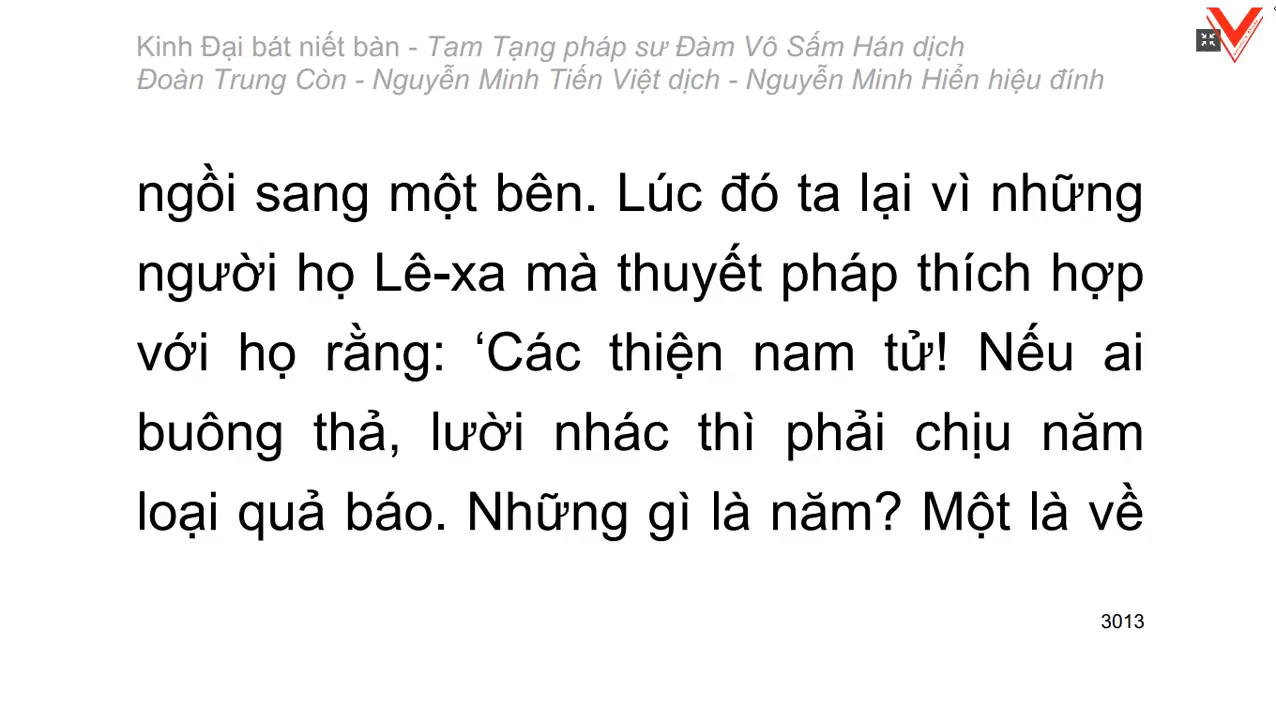 Kinh Đại bát niết bàn - Tam Tạng pháp sư Đàm Vô Sấm Hán dịch
Đoàn Trung Còn - Nguyễn Minh Tiến Việt dịch - Nguyễn Minh Hiển hiệu đính
ngồi sang một bên. Lúc đó ta lại vì những
người họ Lê-xa mà thuyết pháp thích hợp
với họ rằng: ‘Các thiện nam tử! Nếu ai
buông thả, lười nhác thì phải chịu năm
loại quả báo. Những gì là năm? Một là về
3013